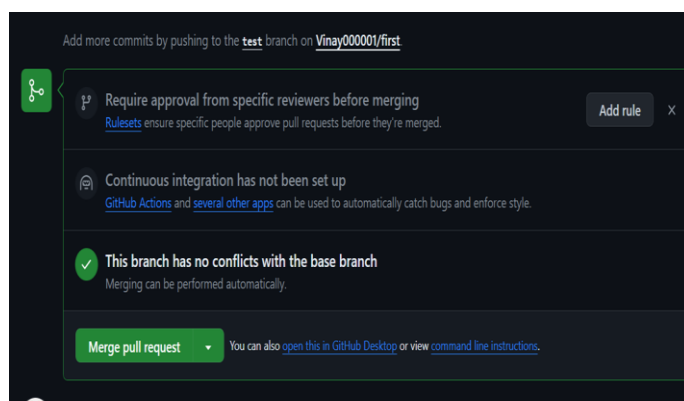 Add more commits by pushing to the test branch on Vinay000001/first.
Require approval from specific reviewers before merging
Rulesets ensure specific people approve pull requests before they're merged.
Add rule
Continuous integration has not been set up
GitHub Actions and several other apps can be used to automatically catch bugs and enforce style.
This branch has no conflicts with the base branch
Merging can be performed automatically.
Merge pull request
You can also open this in GitHub Desktop or view command line instructions.